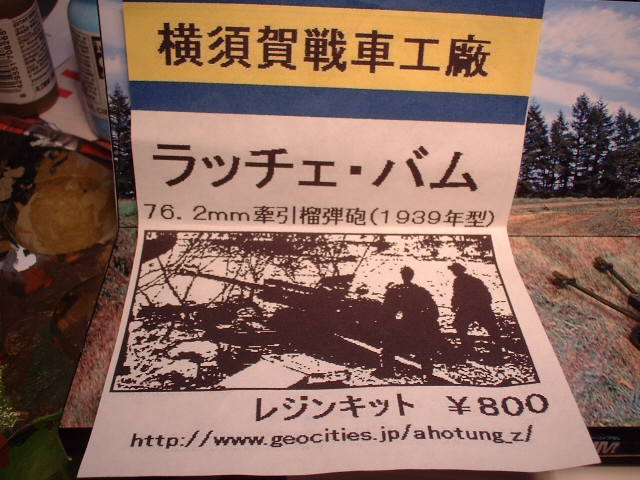 横須賀戦車工廠
ラッチェ・バム
76.2mm牽引榴弾砲(1939年型)
レジンキット ￥800
http://www.geocities.jp/ahotung_z/